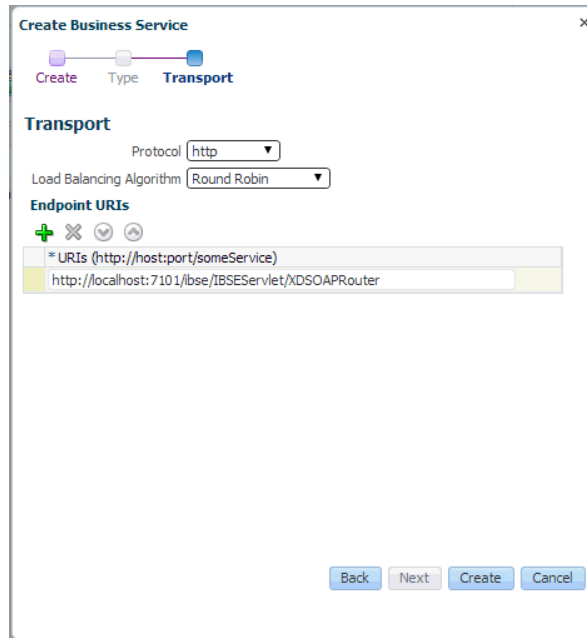 Create Business Service
Create Type Transport
Transport
Protocol http
Load Balancing Algorithm Round Robin
Endpoint URIs
* URIs (http://host:port/someService)
http://localhost:7101/ibse/IBSEServlet/XDSOAPRouter
Back Next Create Cancel